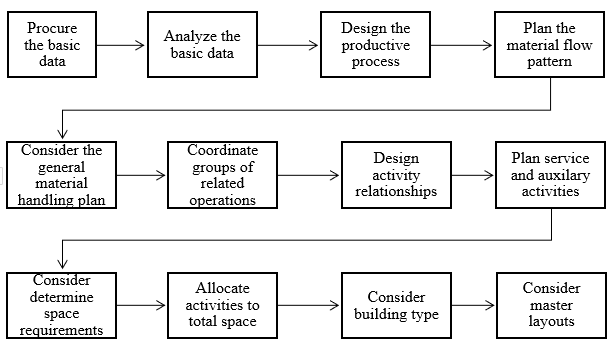 Procure
the basic
data
Analyze the
basic data
Design the
productive
process
Plan the
material flow
pattern
Consider the
general
material
handling plan
Coordinate
groups of
related
operations
Design
activity
relationships
Plan service
and auxilary
activities
Consider
determine
space
requirements
Allocate
activities to
total space
Consider
building type
Consider
master
layouts